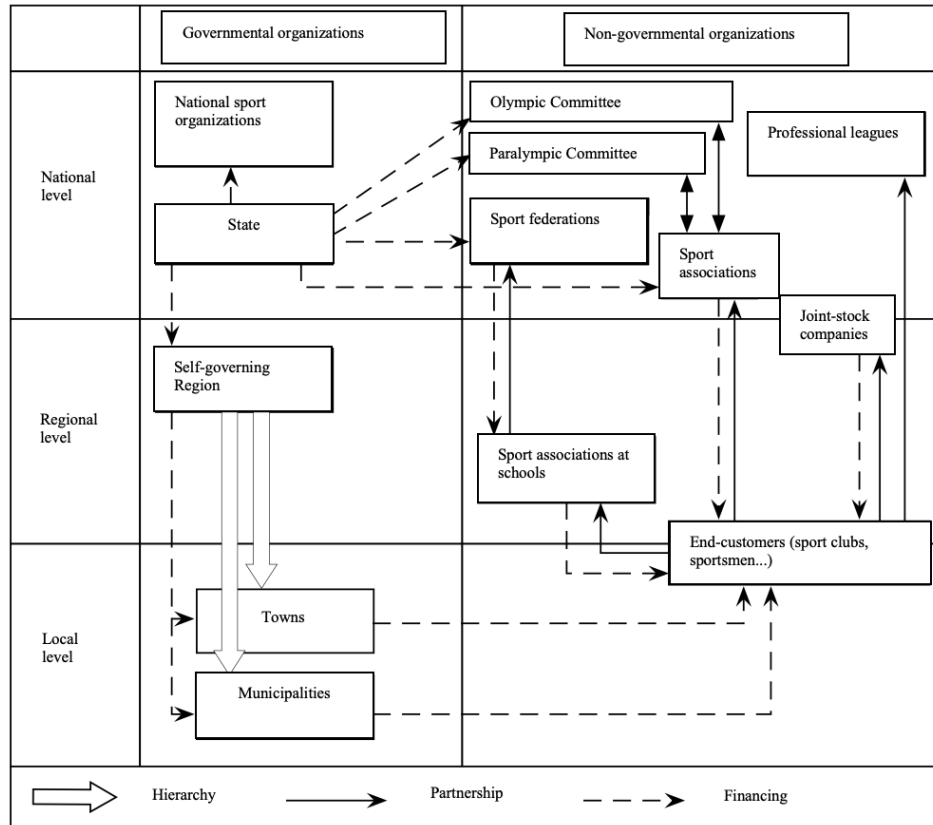 Governmental organizations
Non-governmental organizations
National
level
National sport
organizations
Olympic Committee
Paralympic Committee
Professional leagues
State
Sport federations
Sport
associations
Joint-stock
companies
Regional
level
Self-governing
Region
Sport associations at
schools
End-customers (sport clubs,
sportsmen...)
Local
level
Towns
Municipalities
Hierarchy
Partnership
Financing